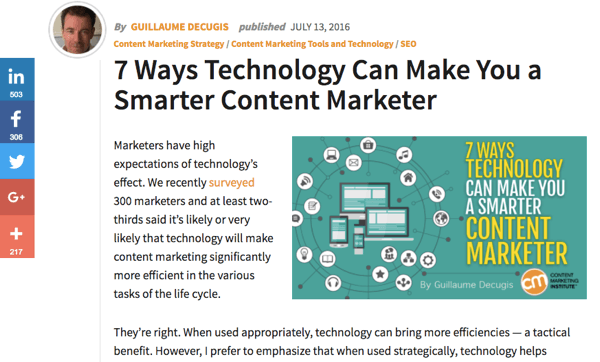 By GUILLAUME DECUGIS published JULY 13, 2016
Content Marketing Strategy / Content Marketing Tools and Technology / SEO
7 Ways Technology Can Make You a
Smarter Content Marketer
in
503
f
306
G+
+
217
Marketers have high
expectations of technology’s
effect. We recently surveyed
300 marketers and at least two-
thirds said it’s likely or very
likely that technology will make
content marketing significantly
more efficient in the various
tasks of the life cycle.
7 WAYS
TECHNOLOGY
CAN MAKE YOU
A SMARTER
CONTENT
MARKETER
By Guillaume Decugis
cm
CONTENT
MARKETING
INSTITUTE
They’re right. When used appropriately, technology can bring more efficiencies — a tactical
benefit. However, I prefer to emphasize that when used strategically, technology helps